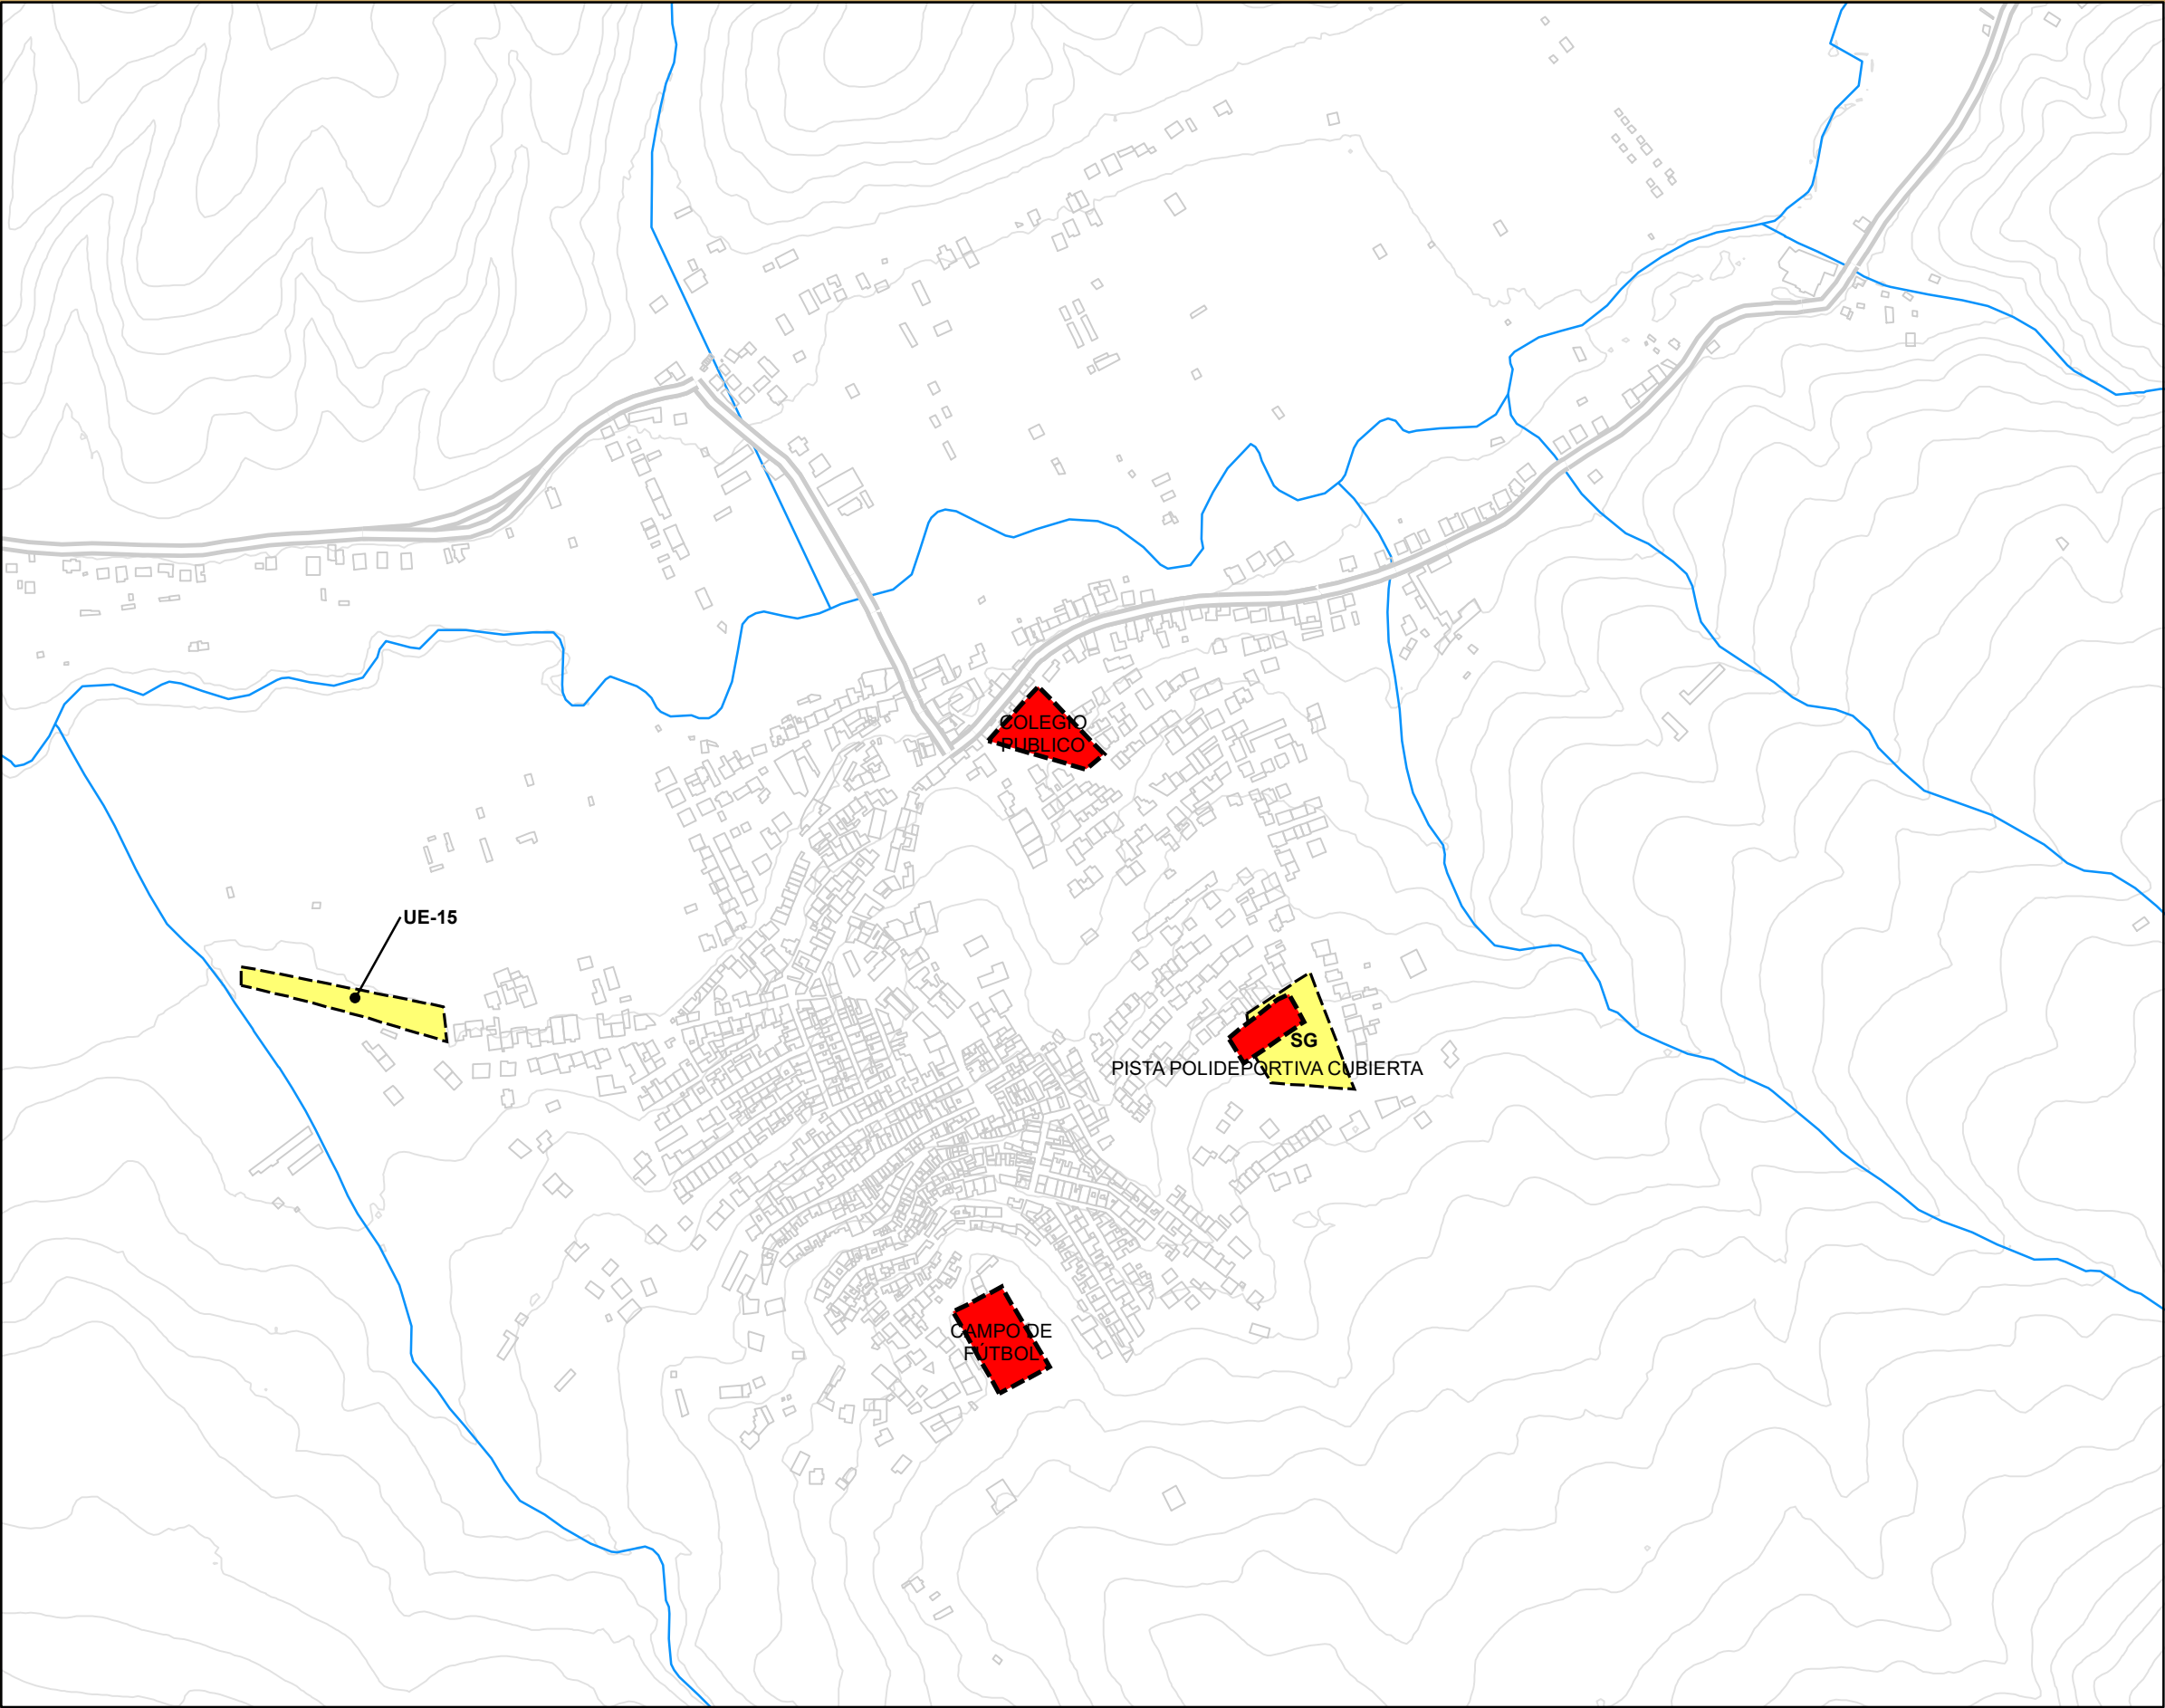 COLEGIO
PUBLICO
UE-15
SG
PISTA POLIDEPORTIVA CUBIERTA
CAMPO DE
FÚTBOL